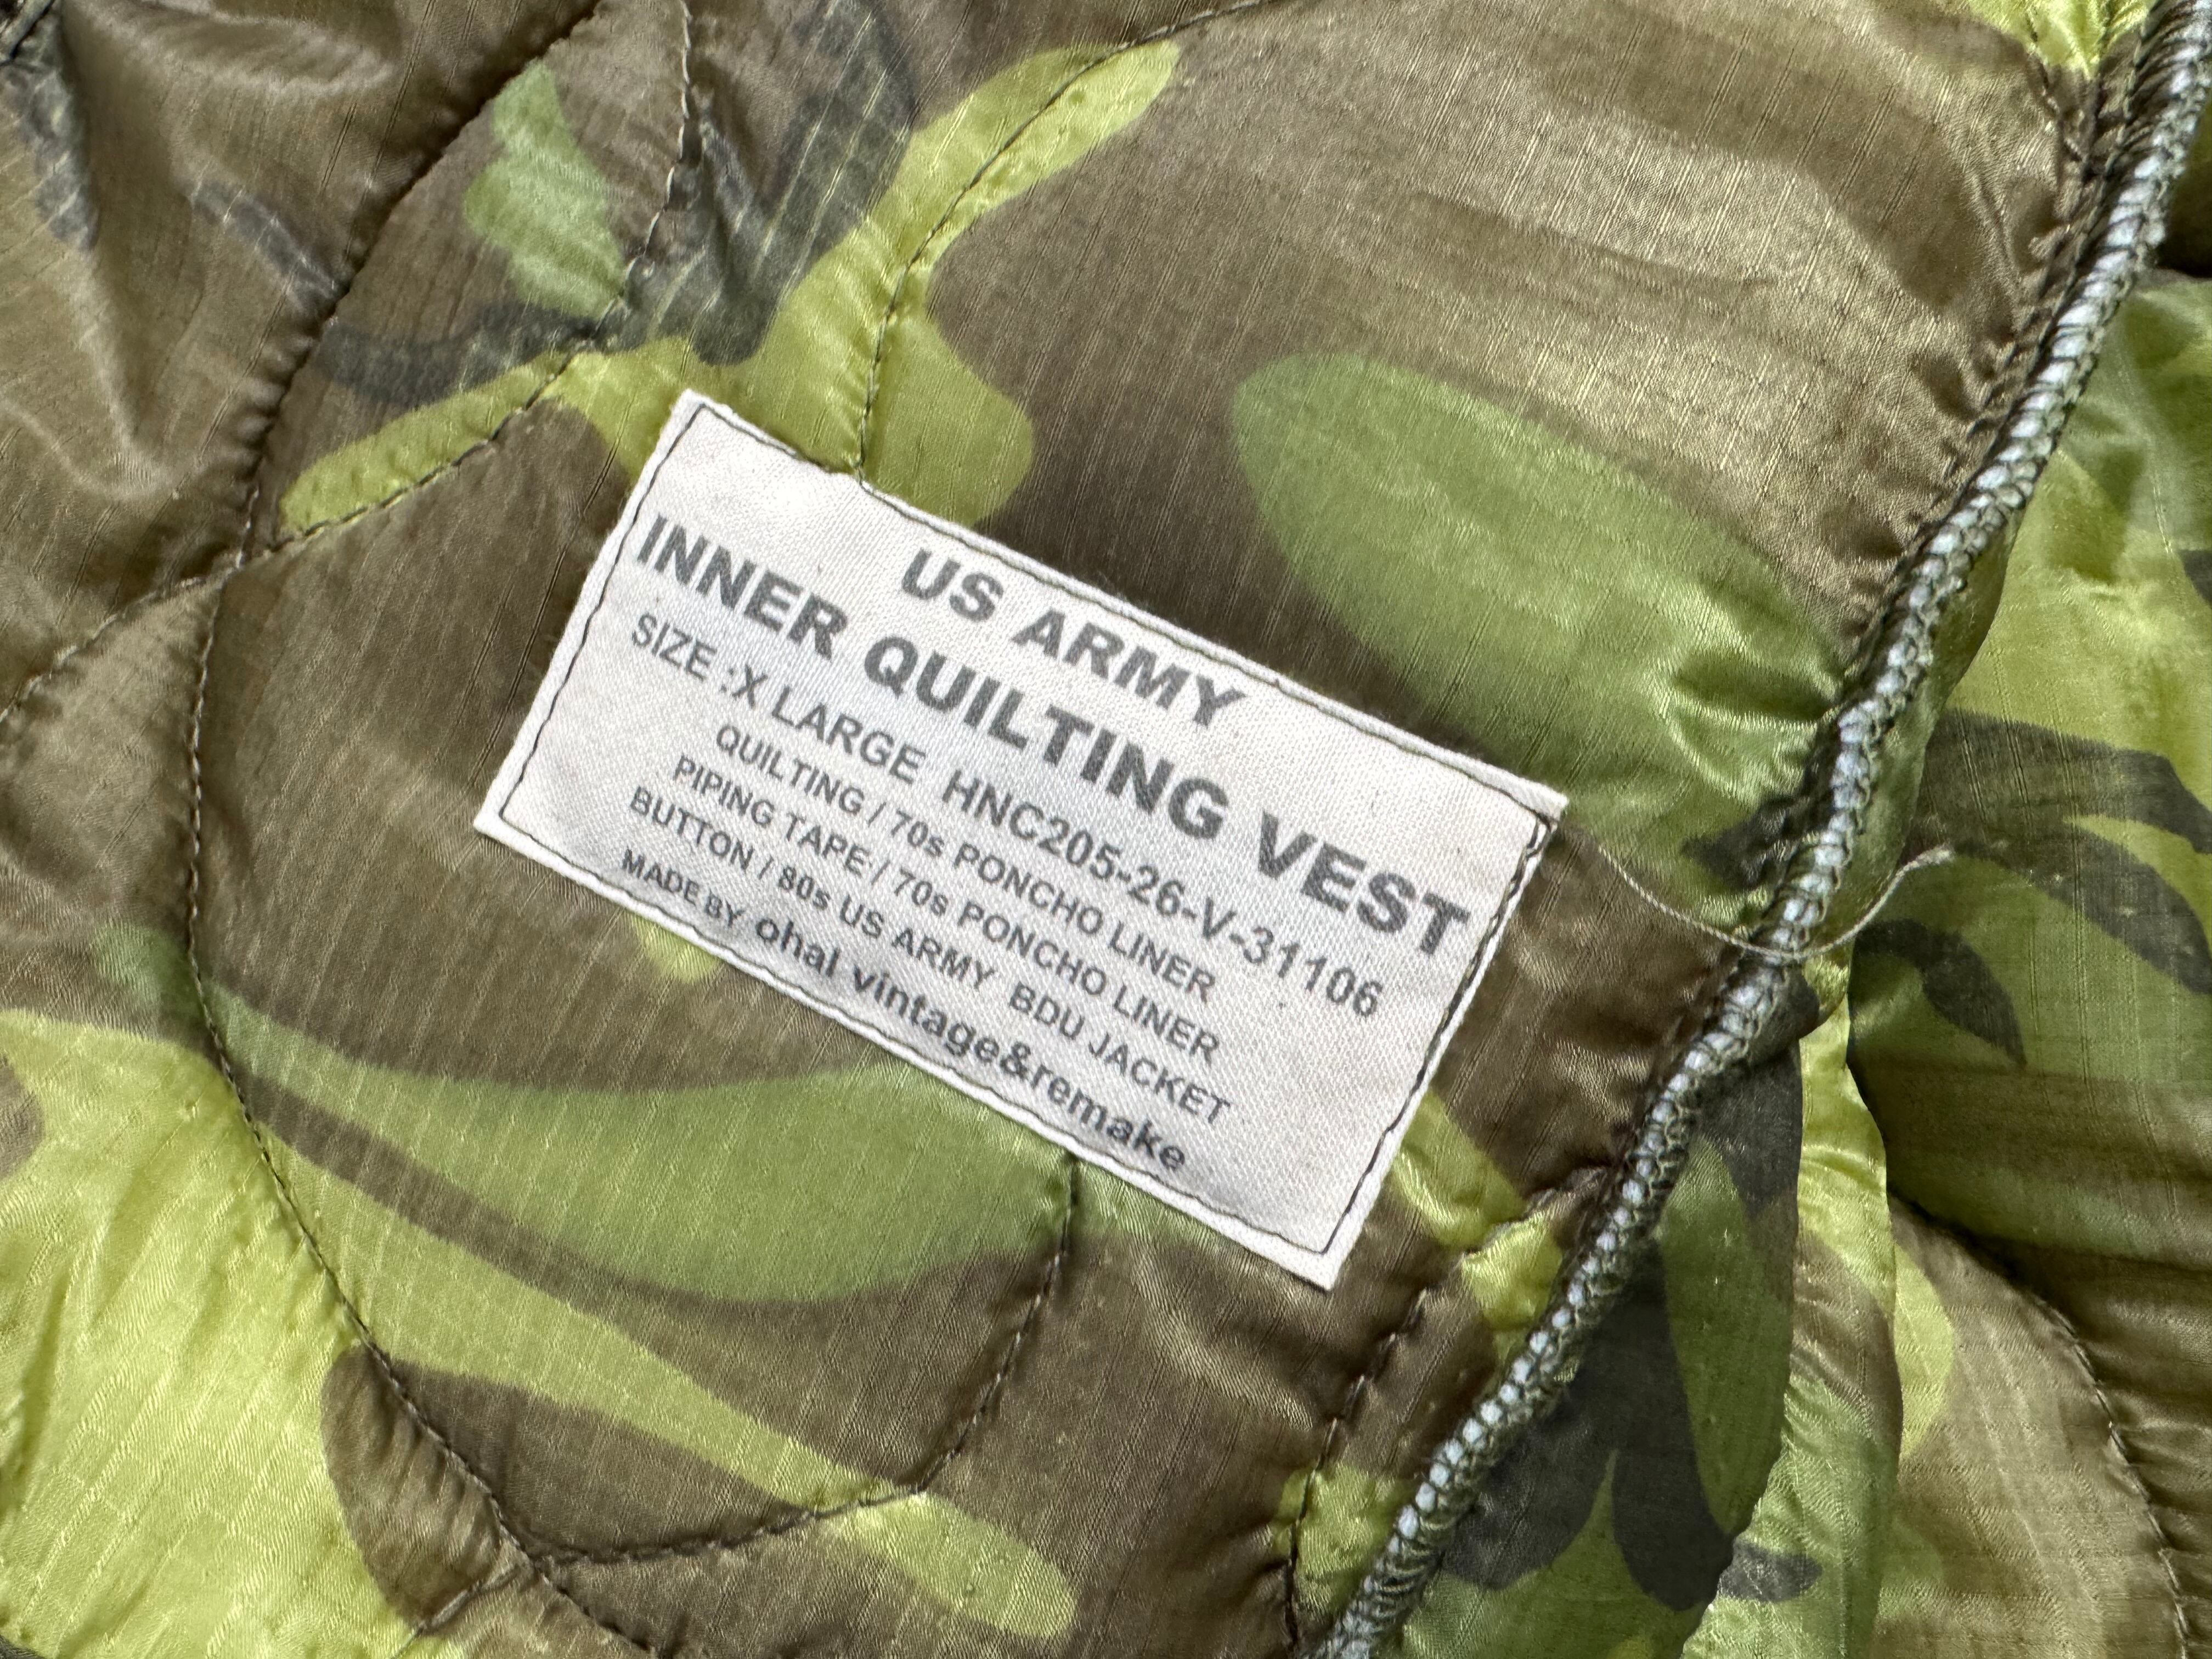 US ARMY
INNER QUILTING VEST
SIZE :X LARGE HNC205-26-V-31106
QUILTING / 70s PONCHO LINER
PIPING TAPE / 70s PONCHO LINER
BUTTON / 80s US ARMY BDU JACKET
MADE BY ohal vintage&remake